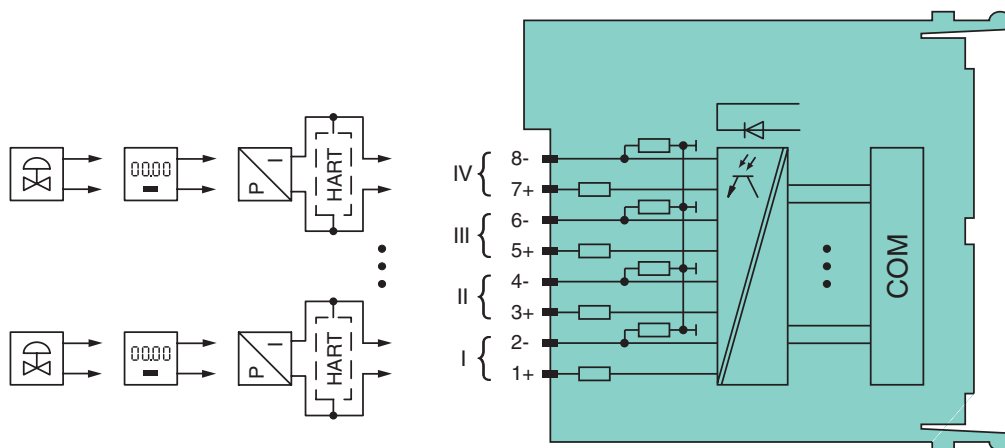 00.00
P
I
HART
00.00
P
I
HART
IV
8-
7+
III
6-
5+
II
4-
3+
I
2-
1+
COM